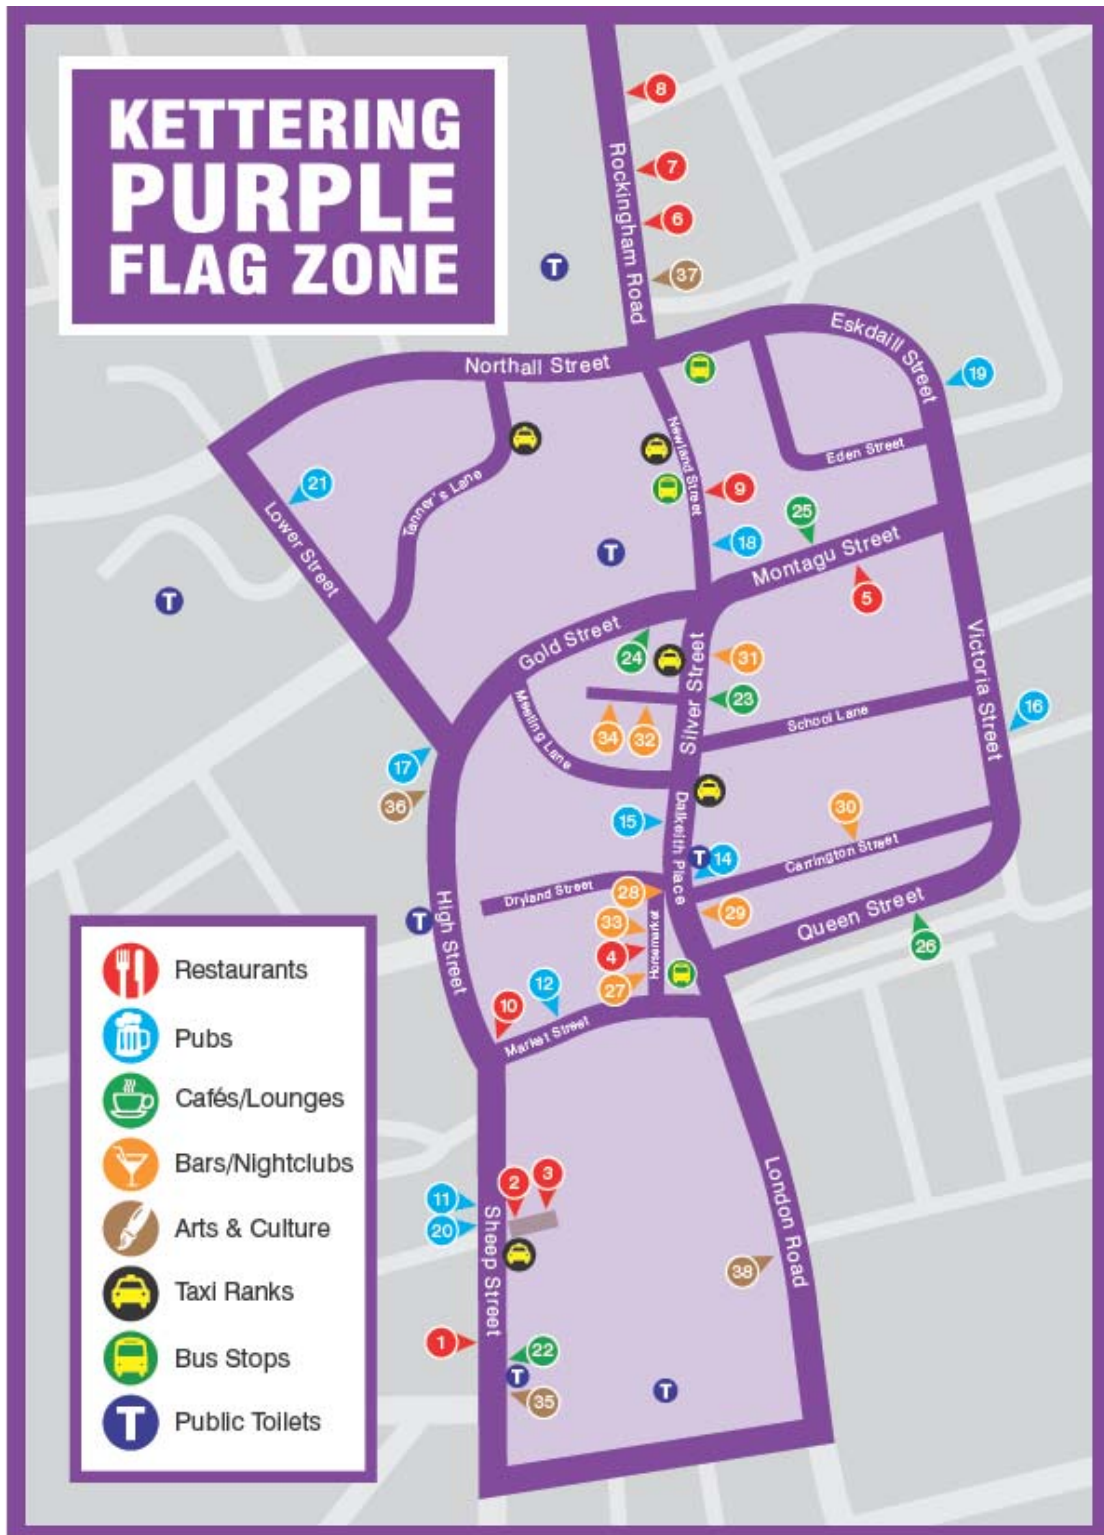 KETTERING
PURPLE
FLAG ZONE
8
7
6
37
Rockingham Road
T
Northall Street
Eskdaill Street
19
Newland Street
Eden Street
21
Tanner's Lane
9
25
Lower Street
18
T
Montagu Street
5
T
Gold Street
24
31
Silver Street
23
Meeting Lane
34
32
School Lane
Victoria Street
16
17
36
15
Dalkeith Place
30
T
14
Carrington Street
Dryland Street
28
29
Queen Street
26
T
High Street
33
4
27
Horsemarket
12
10
Market Street
2
3
11
20
Sheep Street
London Road
38
1
22
T
35
T
Restaurants
Pubs
Cafés/Lounges
Bars/Nightclubs
Arts & Culture
Taxi Ranks
Bus Stops
T
Public Toilets